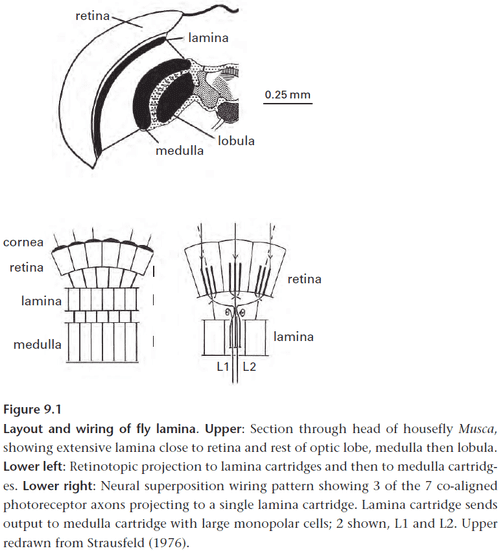 retina
lamina
0.25 mm
lobula
medulla
cornea
retina
lamina
medulla
retina
lamina
L1 L2
Figure 9.1
Layout and wiring of fly lamina. Upper: Section through head of housefly Musca,
showing extensive lamina close to retina and rest of optic lobe, medulla then lobula.
Lower left: Retinotopic projection to lamina cartridges and then to medulla cartridg-
es. Lower right: Neural superposition wiring pattern showing 3 of the 7 co-aligned
photoreceptor axons projecting to a single lamina cartridge. Lamina cartridge sends
output to medulla cartridge with large monopolar cells; 2 shown, L1 and L2. Upper
redrawn from Strausfeld (1976).